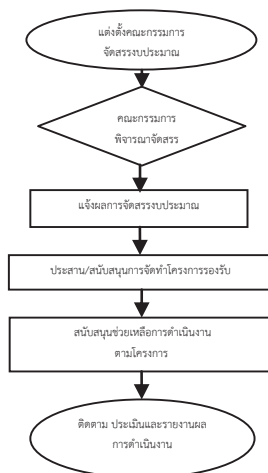 แต่งตั้งคณะกรรมการ
จัดสรรงบประมาณ
คณะกรรมการ
พิจารณาจัดสรร
แจ้งผลการจัดสรรงบประมาณ
ประสาน/สนับสนุนการจัดทำโครงการรองรับ
สนับสนุนช่วยเหลือการดำเนินงาน
ตามโครงการ
ติดตาม ประเมินและรายงานผล
การดำเนินงาน